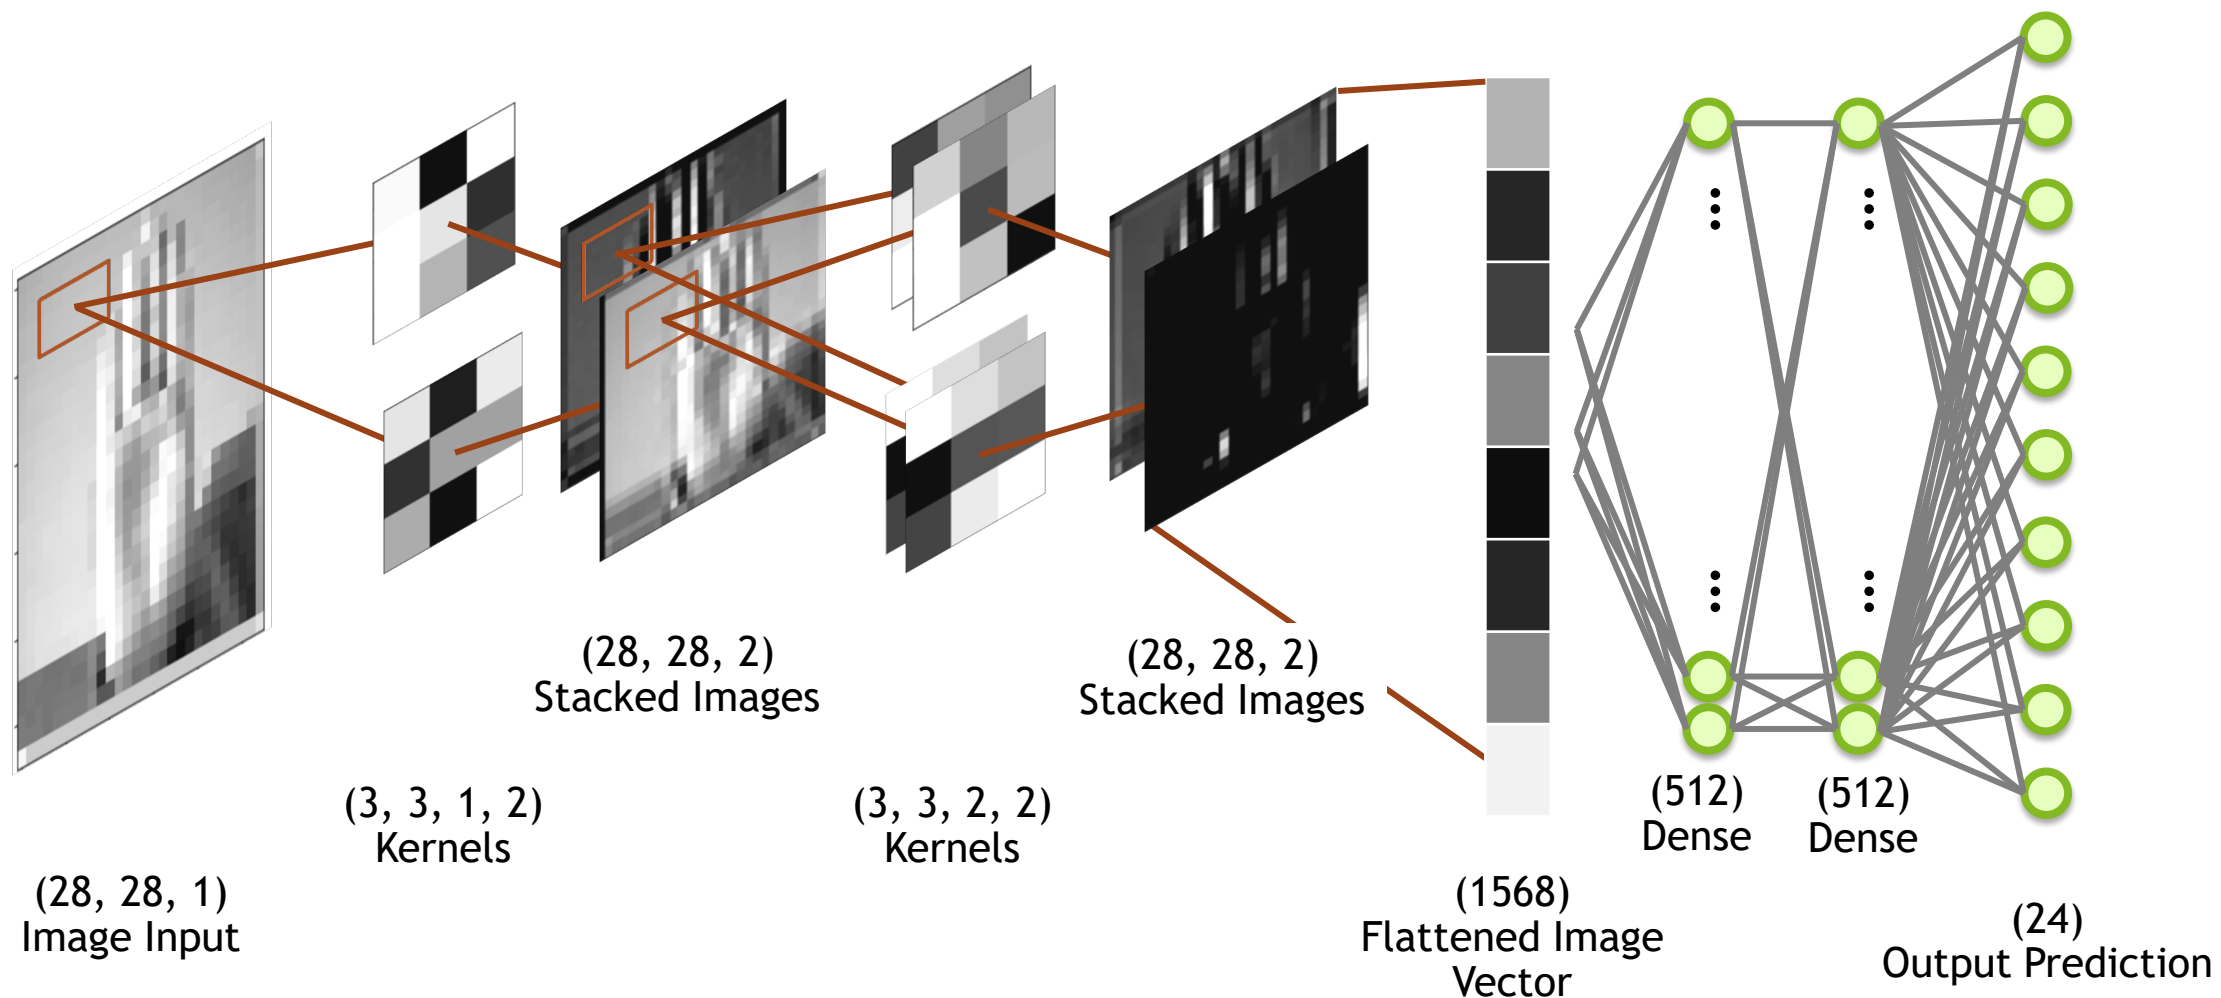 (28, 28, 1)
Image Input
(3, 3, 1, 2)
Kernels
(28, 28, 2)
Stacked Images
(3, 3, 2, 2)
Kernels
(28, 28, 2)
Stacked Images
(1568)
Flattened Image
Vector
(512)
Dense
(512)
Dense
(24)
Output Prediction